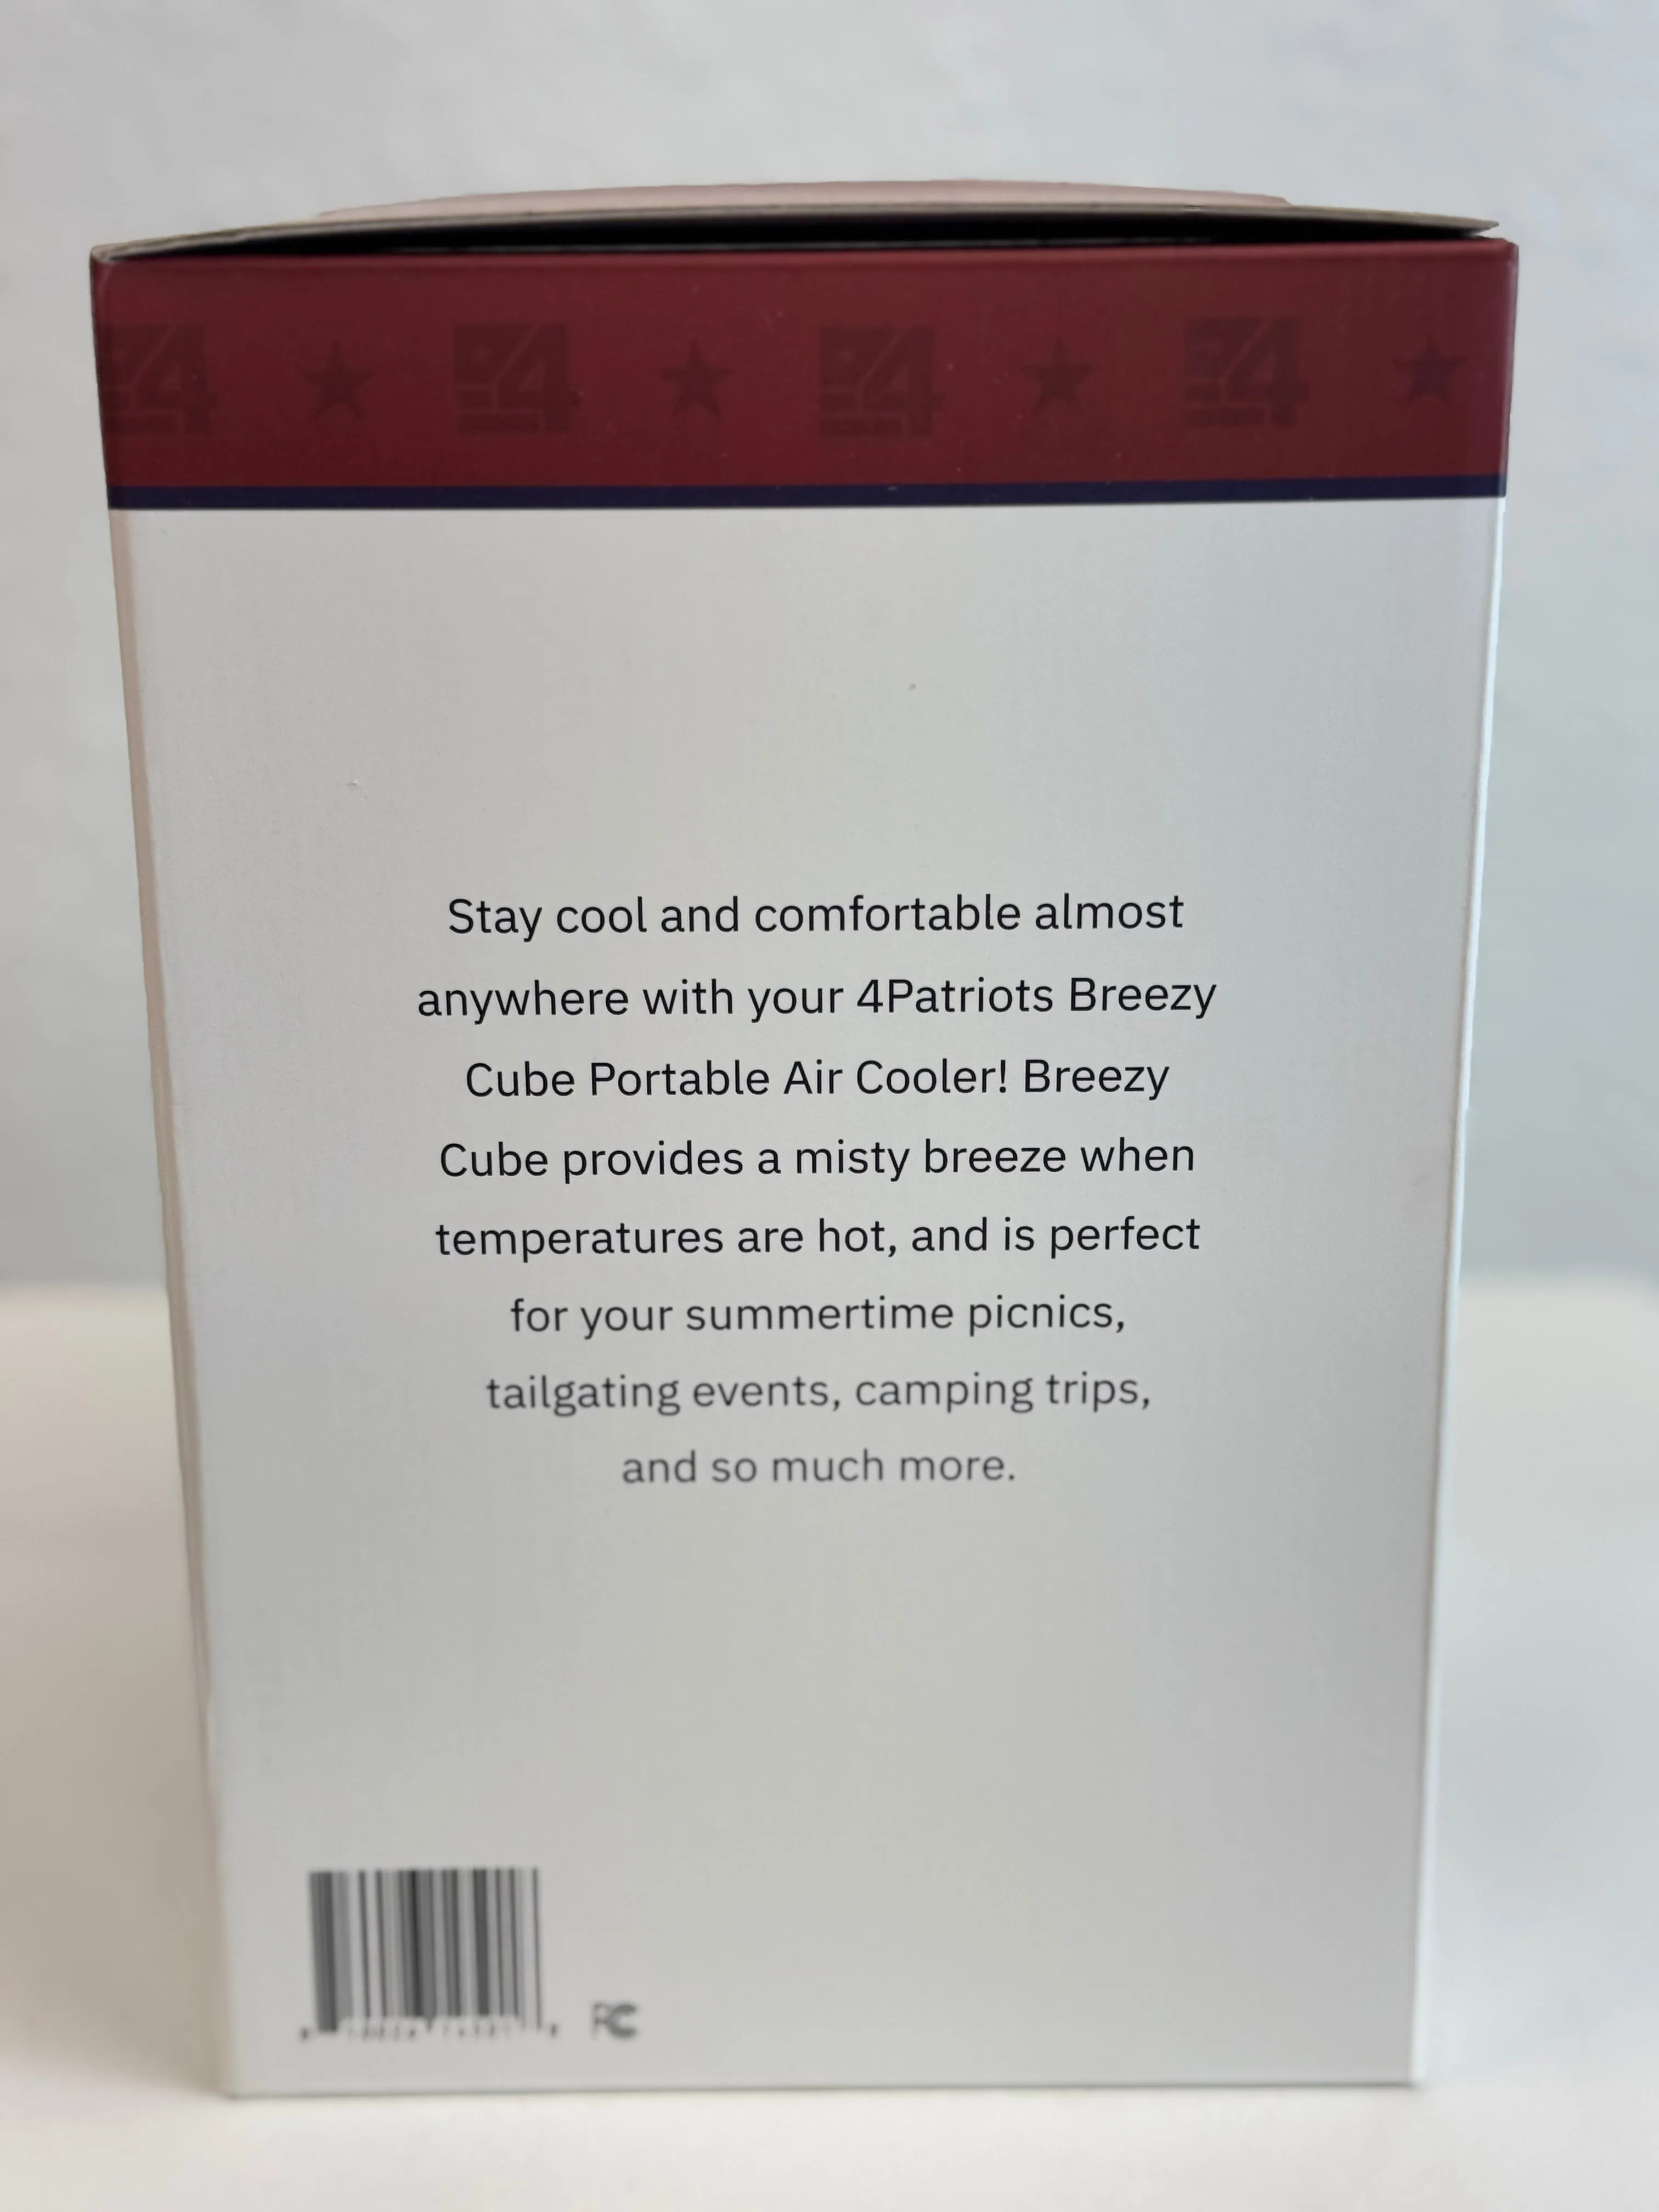 Stay cool and comfortable almost
anywhere with your 4Patriots Breezy
Cube Portable Air Cooler! Breezy
Cube provides a misty breeze when
temperatures are hot, and is perfect
for your summertime picnics,
tailgating events, camping trips,
and so much more.